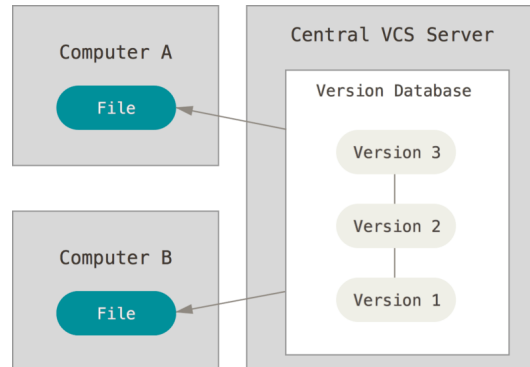 Computer A
File
Computer B
File
Central VCS Server
Version Database
Version 3
Version 2
Version 1